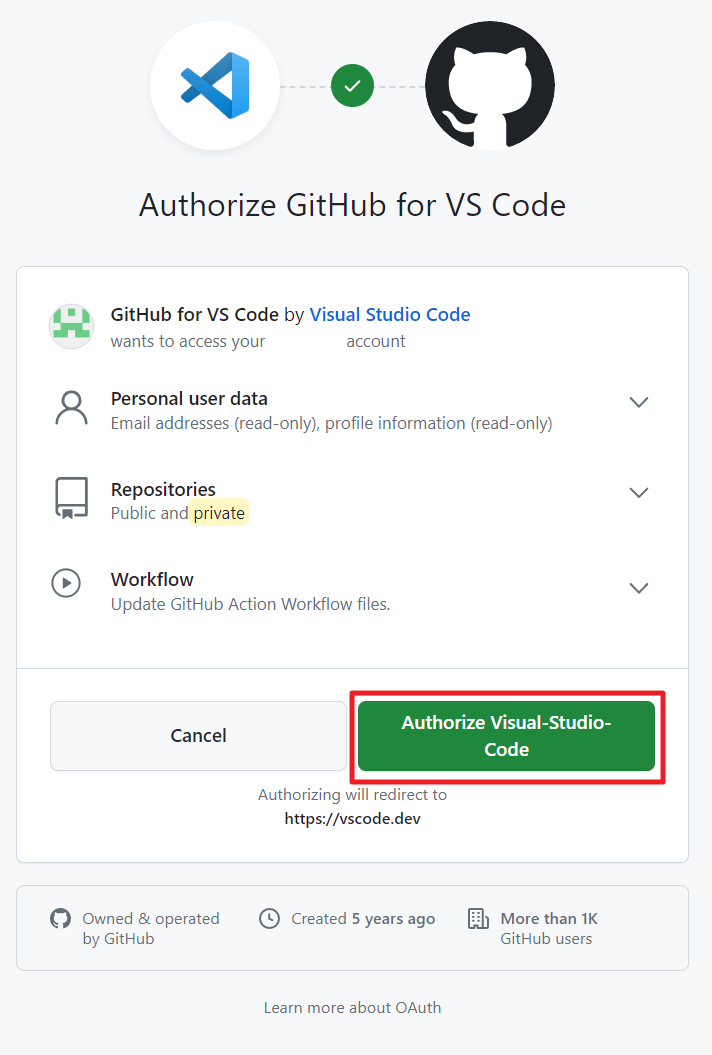 Authorize GitHub for VS Code
GitHub for VS Code by Visual Studio Code
wants to access your account
Personal user data
Email addresses (read-only), profile information (read-only)
Repositories
Public and private
Workflow
Update GitHub Action Workflow files.
Cancel
Authorize Visual-Studio-
Code
Authorizing will redirect to
https://vscode.dev
Owned & operated
by GitHub
Created 5 years ago
More than 1K
GitHub users
Learn more about OAuth